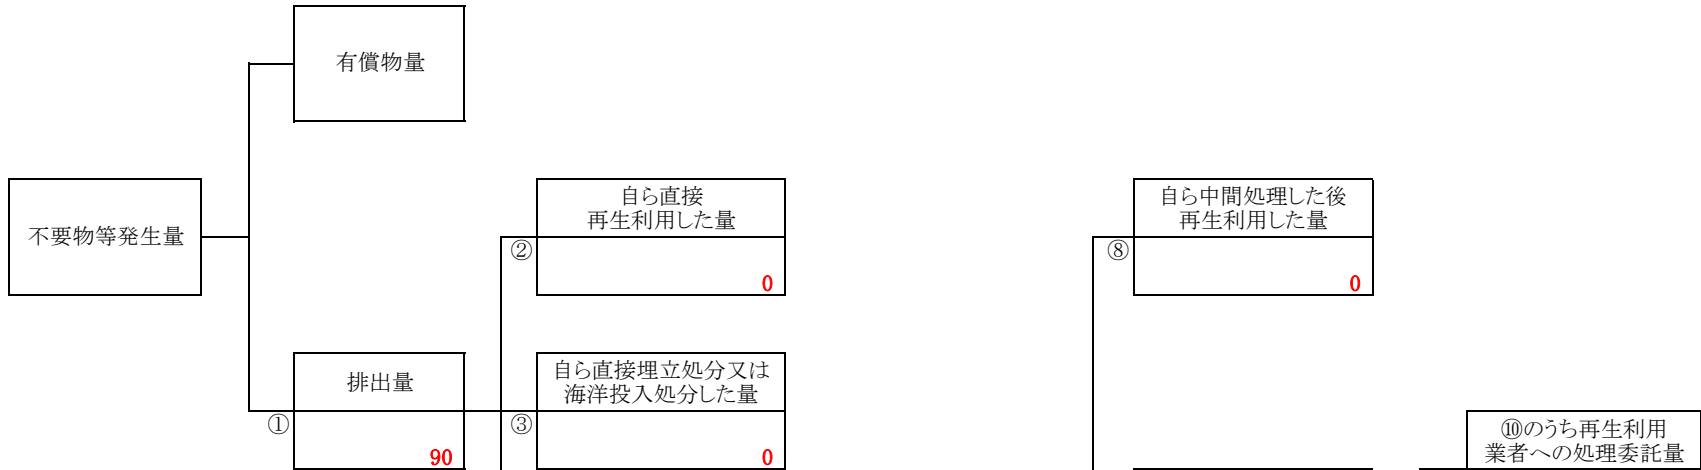 有償物量
不要物等発生量
自ら直接
再生利用した量
②
0
自ら中間処理した後
再生利用した量
⑧
0
排出量
①
90
自ら直接埋立処分又は
海洋投入処分した量
③
0
⑩のうち再生利用
業者への処理委託量